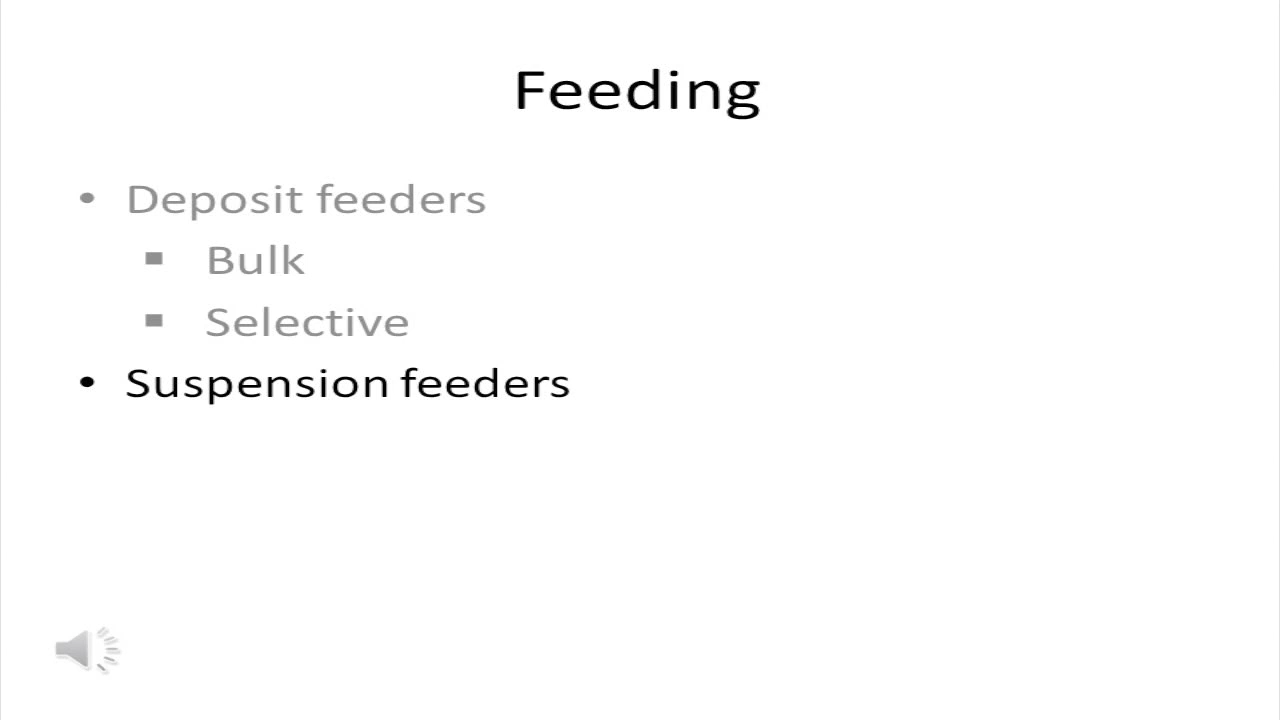 Feeding
• Deposit feeders
▪ Bulk
▪ Selective
• Suspension feeders